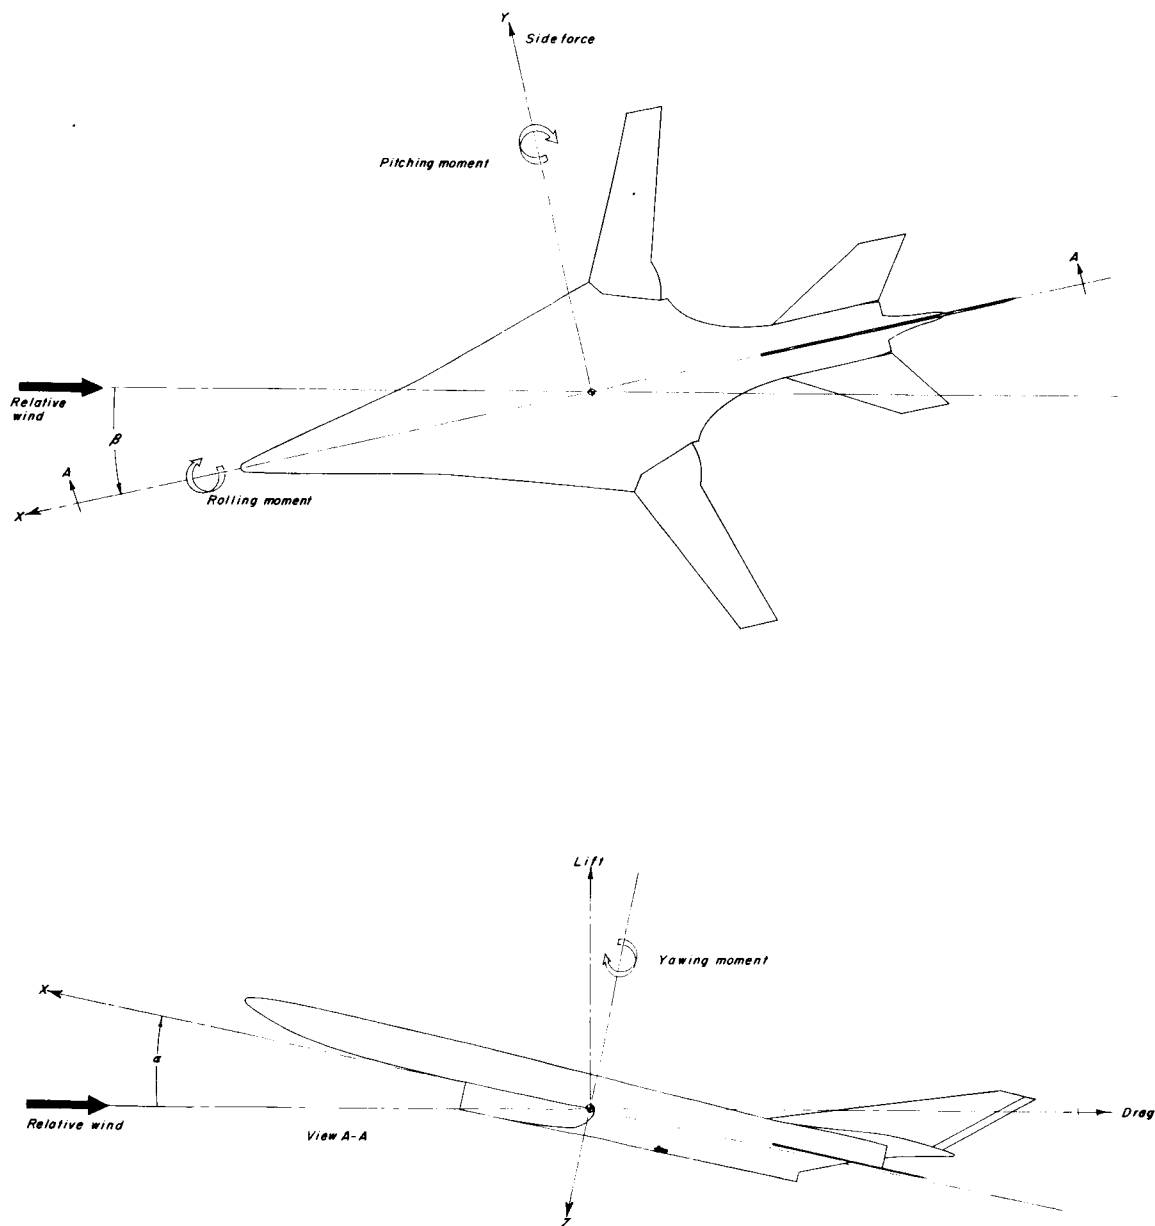 Y
Side force
Pitching moment
A
Relative
wind
β
A
X
Rolling moment
Lift
Yawing moment
X
α
Relative wind
View A-A
Drag
Z